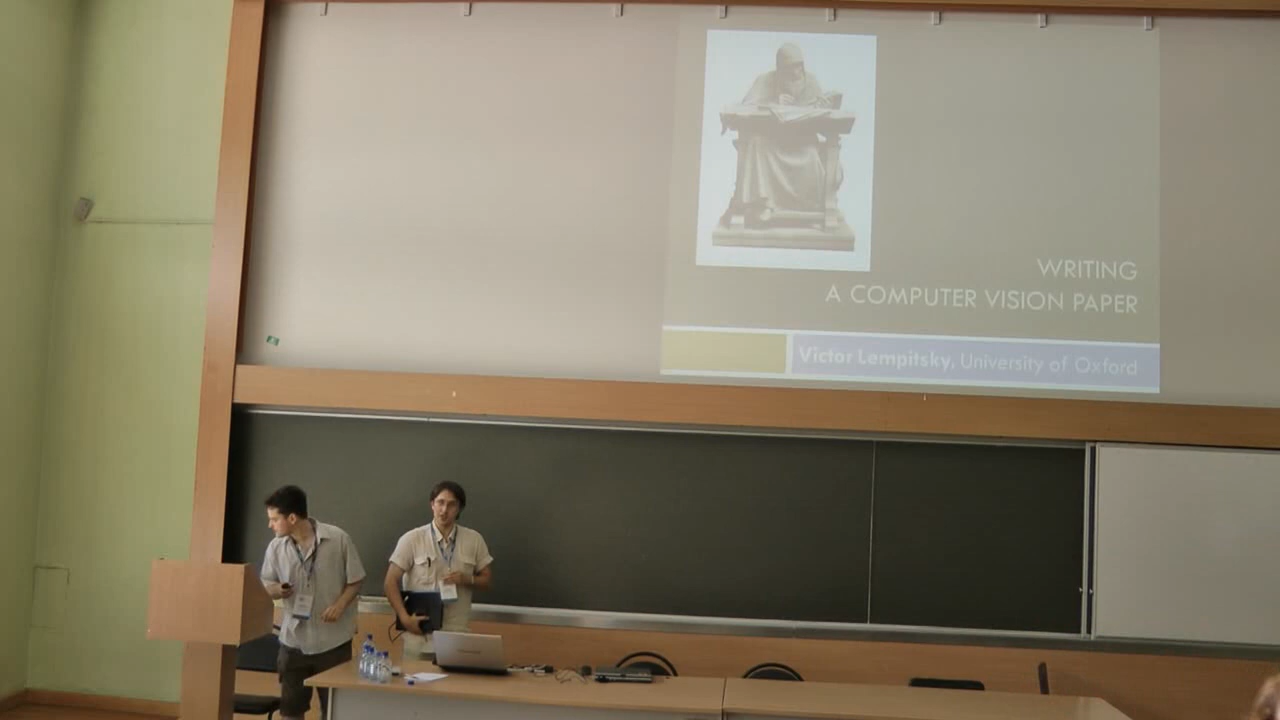 WRITING
A COMPUTER VISION PAPER
Victor Lempitsky, University of Oxford